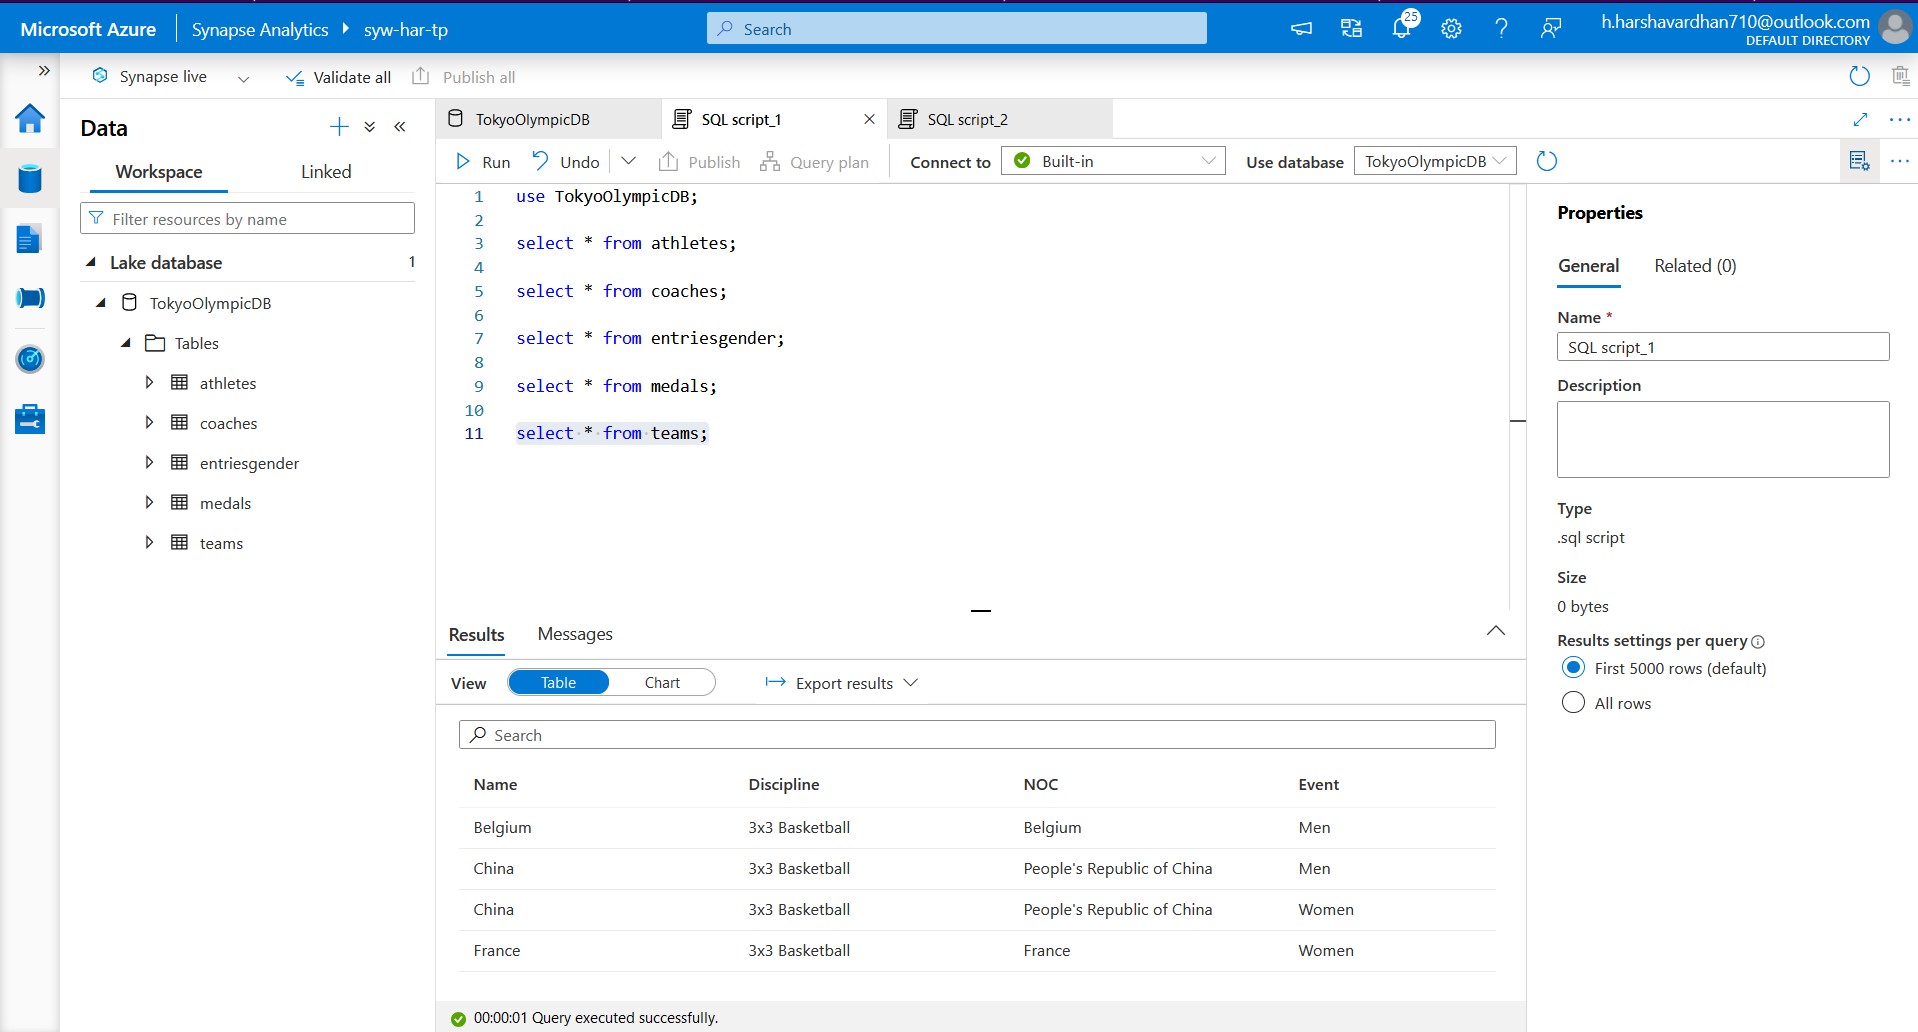 Microsoft Azure
Synapse Analytics
syw-har-tp
Search
25
h.harshavardhan710@outlook.com
DEFAULT DIRECTORY
Synapse live
Validate all
Publish all
Data
Workspace
Linked
Filter resources by name
Lake database
1
TokyoOlympicDB
Tables
athletes
coaches
entriesgender
medals
teams
TokyoOlympicDB
SQL script_1
SQL script_2
Run
Undo
Publish
Query plan
Connect to
Built-in
Use database
TokyoOlympicDB
1 use TokyoOlympicDB;
2
3 select * from athletes;
4
5 select * from coaches;
6
7 select * from entriesgender;
8
9 select * from medals;
10
11 select * from teams;
Results
Messages
View
Table
Chart
Export results
Search
Name Discipline NOC Event
Belgium 3x3 Basketball Belgium Men
China 3x3 Basketball People's Republic of China Men
China 3x3 Basketball People's Republic of China Women
France 3x3 Basketball France Women
00:00:01 Query executed successfully.
Properties
General
Related (0)
Name *
SQL script_1
Description
Type
.sql script
Size
0 bytes
Results settings per query
First 5000 rows (default)
All rows